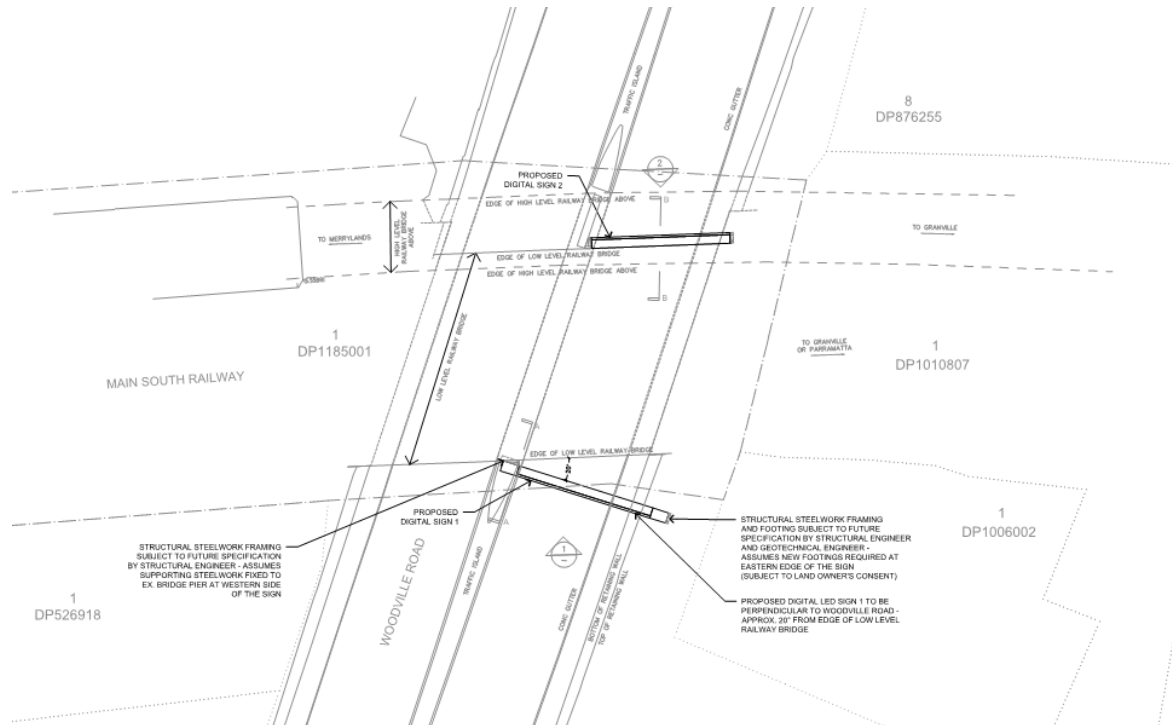 8
DP876255
TRAFFIC ISLAND
CONC GUTTER
2
PROPOSED
DIGITAL SIGN 2
B
EDGE OF HIGH LEVEL RAILWAY BRIDGE ABOVE
TO MERRYLANDS
HIGH LEVEL
RAILWAY BRIDGE
ABOVE
TO GRANVILLE
EDGE OF LOW LEVEL RAILWAY BRIDGE
EDGE OF HIGH LEVEL RAILWAY BRIDGE ABOVE
B
LOW LEVEL RAILWAY BRIDGE
1
DP1185001
MAIN SOUTH RAILWAY
TO GRANVILLE
OR PARRAMATTA
1
DP1010807
A
EDGE OF LOW LEVEL RAILWAY BRIDGE
20°
PROPOSED
DIGITAL SIGN 1
A
STRUCTURAL STEELWORK FRAMING
SUBJECT TO FUTURE SPECIFICATION
BY STRUCTURAL ENGINEER - ASSUMES
SUPPORTING STEELWORK FIXED TO
EX. BRIDGE PIER AT WESTERN SIDE
OF THE SIGN
1
STRUCTURAL STEELWORK FRAMING
AND FOOTING SUBJECT TO FUTURE
SPECIFICATION BY STRUCTURAL ENGINEER
AND GEOTECHNICAL ENGINEER -
ASSUMES NEW FOOTINGS REQUIRED AT
EASTERN EDGE OF THE SIGN
(SUBJECT TO LAND OWNER'S CONSENT)
1
DP1006002
PROPOSED DIGITAL LED SIGN 1 TO BE
PERPENDICULAR TO WOODVILLE ROAD -
APPROX. 20° FROM EDGE OF LOW LEVEL
RAILWAY BRIDGE
1
DP526918
WOODVILLE ROAD
TRAFFIC ISLAND
CONC GUTTER
BOTTOM OF RETAINING WALL
TOP OF RETAINING WALL